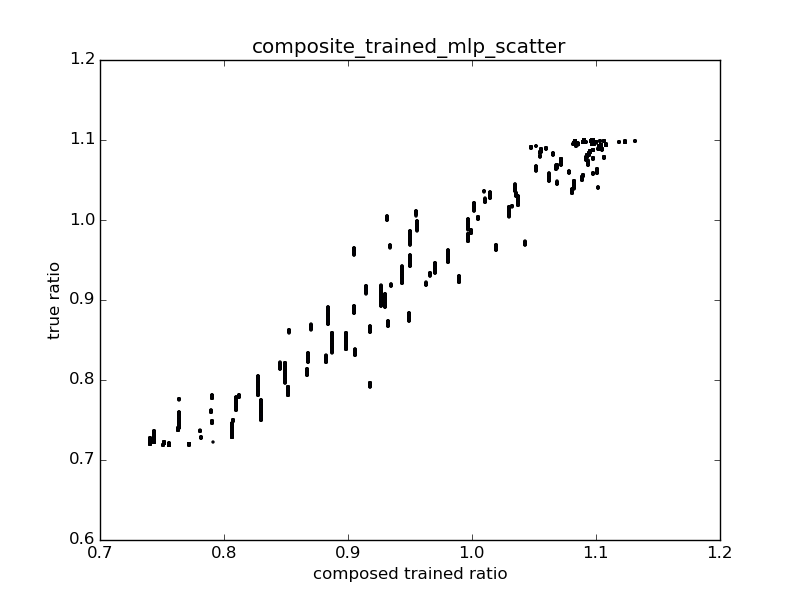 composite_trained_mlp_scatter
1.2
1.1
1.0
0.9
0.8
0.7
0.6
true ratio
0.7 0.8 0.9 1.0 1.1 1.2
composed trained ratio